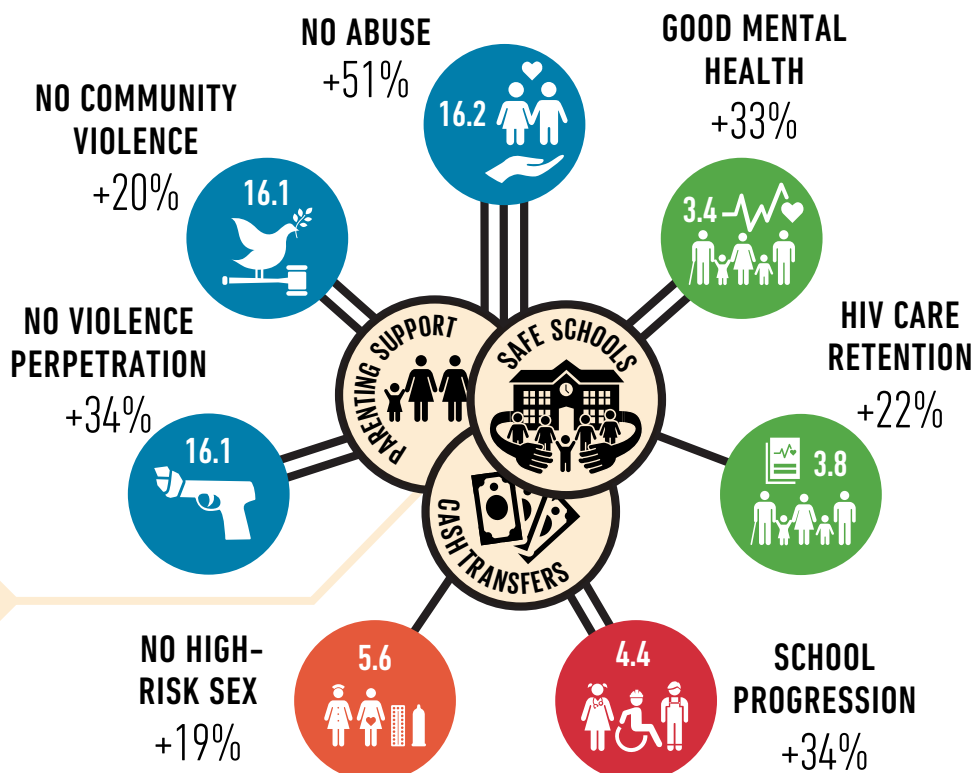 NO ABUSE
+51%
16.2
GOOD MENTAL
HEALTH
+33%
3.4
NO COMMUNITY
VIOLENCE
+20%
16.1
HIV CARE
RETENTION
+22%
3.8
NO VIOLENCE
PERPETRATION
+34%
16.1
PARENTING SUPPORT
SAFE SCHOOLS
CASH TRANSFERS
NO HIGH-
RISK SEX
+19%
5.6
4.4
SCHOOL
PROGRESSION
+34%